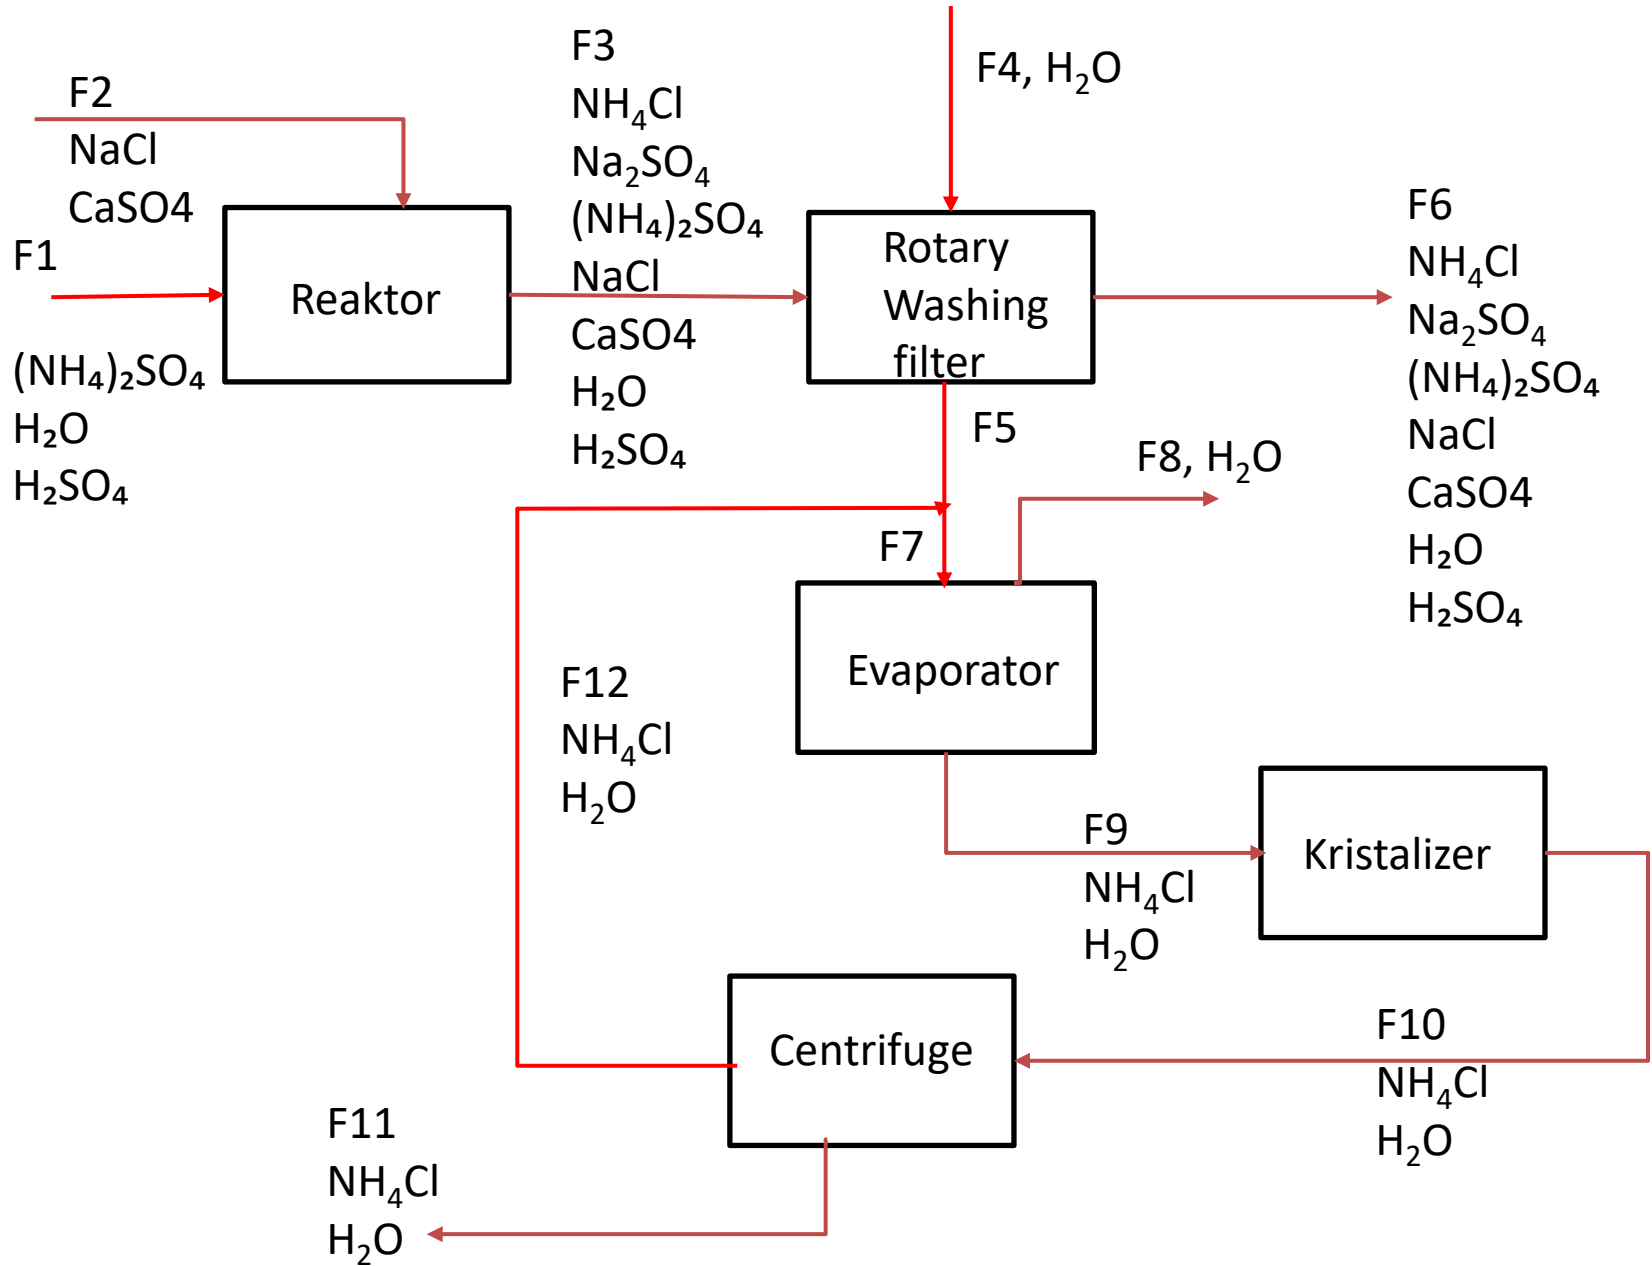 F2
NaCl
CaSO4
F1
(NH₄)₂SO₄
H₂O
H₂SO₄
Reaktor
F3
NH₄Cl
Na₂SO₄
(NH₄)₂SO₄
NaCl
CaSO4
H₂O
H₂SO₄
F4, H₂O
Rotary
Washing
filter
F6
NH₄Cl
Na₂SO₄
(NH₄)₂SO₄
NaCl
CaSO4
H₂O
H₂SO₄
F5
F8, H₂O
F7
Evaporator
F12
NH₄Cl
H₂O
F9
NH₄Cl
H₂O
Kristalizer
F10
NH₄Cl
H₂O
Centrifuge
F11
NH₄Cl
H₂O